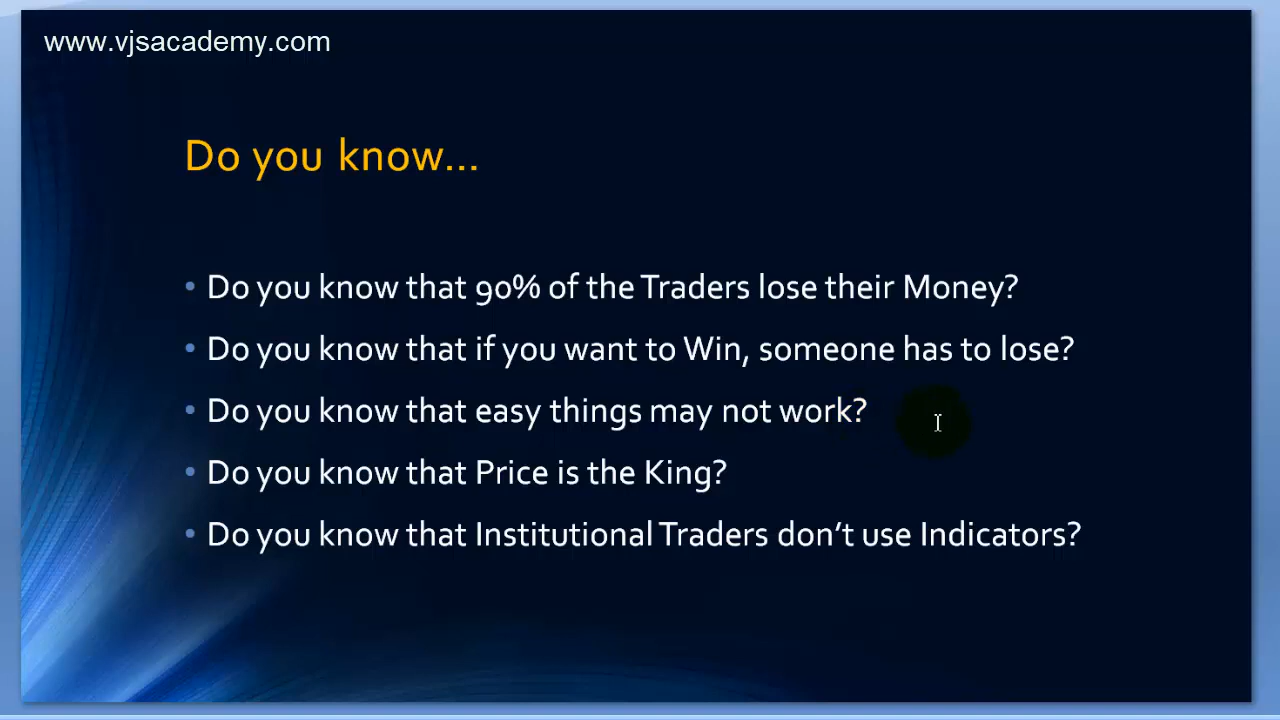 www.vjsacademy.com
Do you know...
• Do you know that 90% of the Traders lose their Money?
• Do you know that if you want to Win, someone has to lose?
• Do you know that easy things may not work?
• Do you know that Price is the King?
• Do you know that Institutional Traders don’t use Indicators?